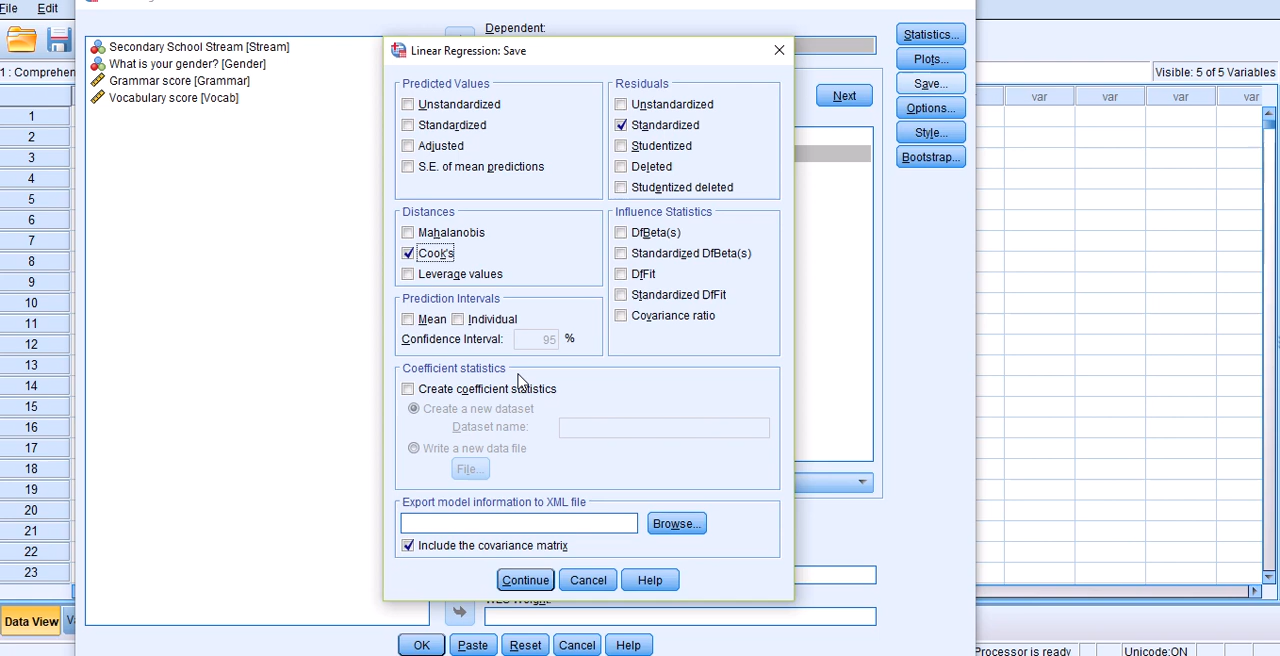 File Edit
Dependent:
1 : Comprehen
Visible: 5 of 5 Variables
Secondary School Stream [Stream]
What is your gender? [Gender]
Grammar score [Grammar]
Vocabulary score [Vocab]
Linear Regression: Save
Statistics...
Plots...
Save...
Options...
Style...
Bootstrap...
Next
var var var var
Predicted Values
Unstandardized
Standardized
Adjusted
S.E. of mean predictions
Residuals
Unstandardized
Standardized
Studentized
Deleted
Studentized deleted
Distances
Mahalanobis
Cook's
Leverage values
Influence Statistics
DfBeta(s)
Standardized DfBeta(s)
DfFit
Standardized DfFit
Covariance ratio
Prediction Intervals
Mean Individual
Confidence Interval: 95 %
Coefficient statistics
Create coefficient statistics
Create a new dataset
Dataset name:
Write a new data file
File...
Export model information to XML file
Browse...
Include the covariance matrix
Continue Cancel Help
1
2
3
4
5
6
7
8
9
10
11
12
13
14
15
16
17
18
19
20
21
22
23
Data View
OK Paste Reset Cancel Help
Processor is ready
Unicode:ON